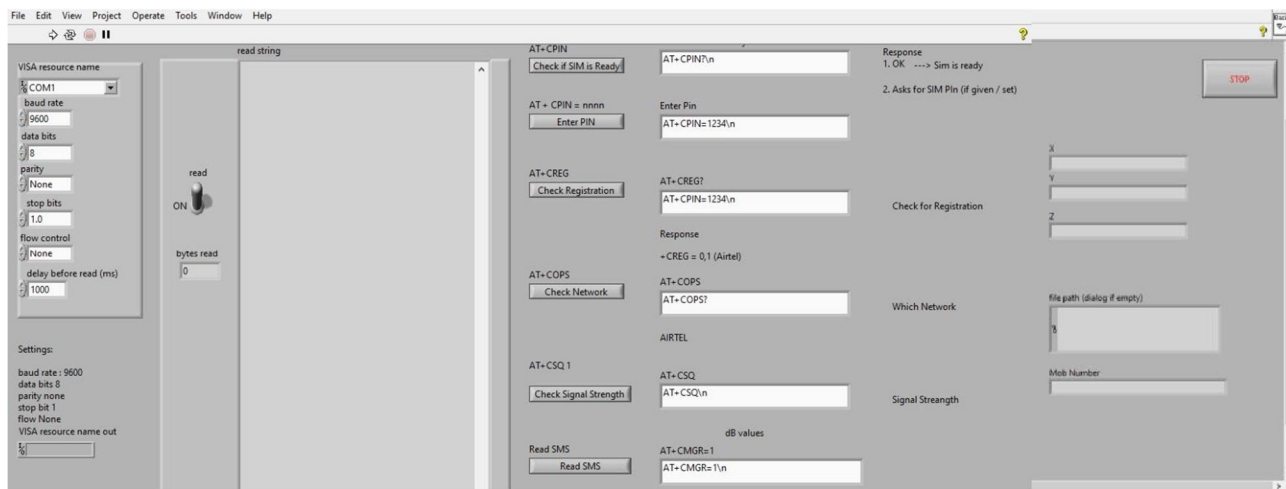 File Edit View Project Operate Tools Window Help
read string
VISA resource name
COM1
baud rate
9600
data bits
8
parity
None
stop bits
1.0
flow control
None
delay before read (ms)
1000
Settings:
baud rate : 9600
data bits 8
parity none
stop bit 1
flow None
VISA resource name out
read
ON
bytes read
0
AT+CPIN
Check if SIM is Ready
AT+CPIN?\n
Response
1. OK ---> Sim is ready
2. Asks for SIM PIn (if given / set)
AT + CPIN = nnnn
Enter PIN
Enter Pin
AT+CPIN=1234\n
AT+CREG
Check Registration
AT+CREG?
AT+CPIN=1234\n
Check for Registration
Response
+CREG = 0,1 (Airtel)
AT+COPS
Check Network
AT+COPS
AT+COPS?
Which Network
AIRTEL
AT+CSQ 1
Check Signal Strength
AT+CSQ
AT+CSQ\n
Signal Streangth
dB values
Read SMS
Read SMS
AT+CMGR=1
AT+CMGR=1\n
STOP
X
Y
Z
file path (dialog if empty)
Mob Number